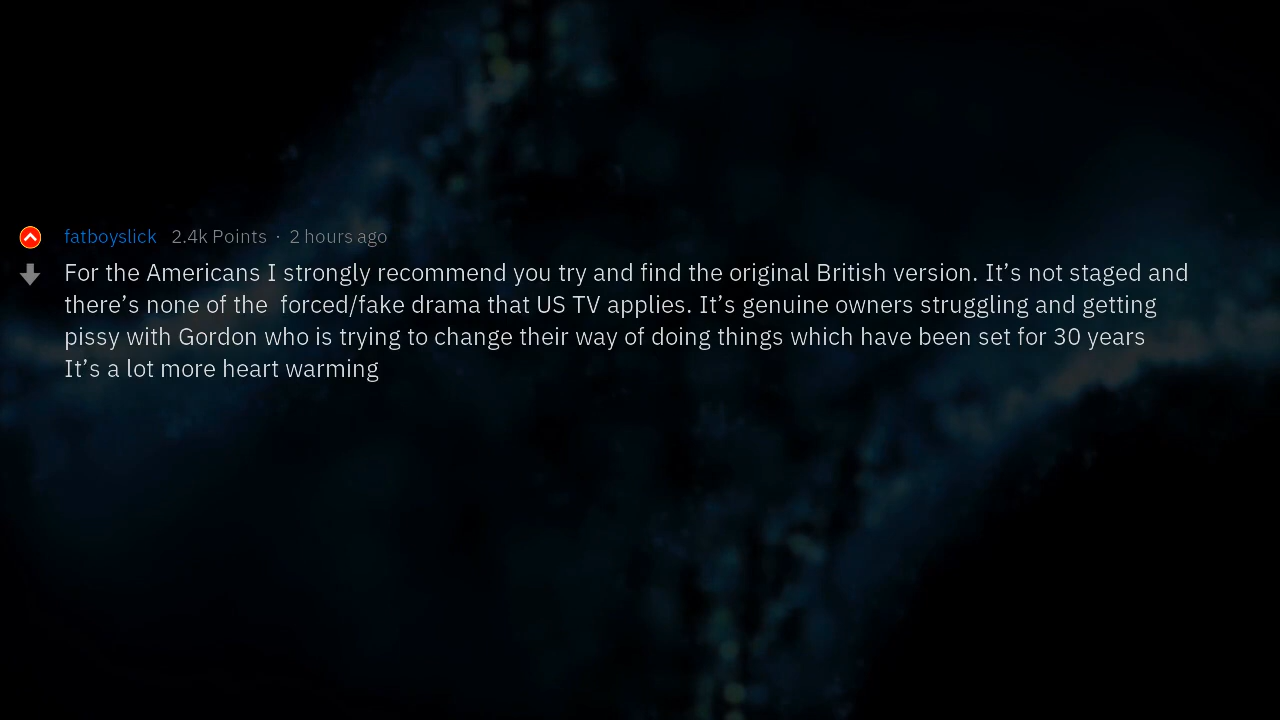 fatboyslick 2.4k Points · 2 hours ago
For the Americans I strongly recommend you try and find the original British version. It’s not staged and
there’s none of the  forced/fake drama that US TV applies. It’s genuine owners struggling and getting
pissy with Gordon who is trying to change their way of doing things which have been set for 30 years
It’s a lot more heart warming